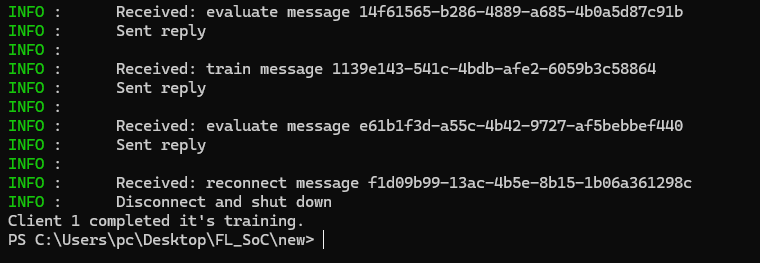 INFO :      Received: evaluate message 14f61565-b286-4889-a685-4b0a5d87c91b
INFO :      Sent reply
INFO :
INFO :      Received: train message 1139e143-541c-4bdb-afe2-6059b3c58864
INFO :      Sent reply
INFO :
INFO :      Received: evaluate message e61b1f3d-a55c-4b42-9727-af5bebbef440
INFO :      Sent reply
INFO :
INFO :      Received: reconnect message f1d09b99-13ac-4b5e-8b15-1b06a361298c
INFO :      Disconnect and shut down
Client 1 completed it's training.
PS C:\Users\pc\Desktop\FL_SoC\new>